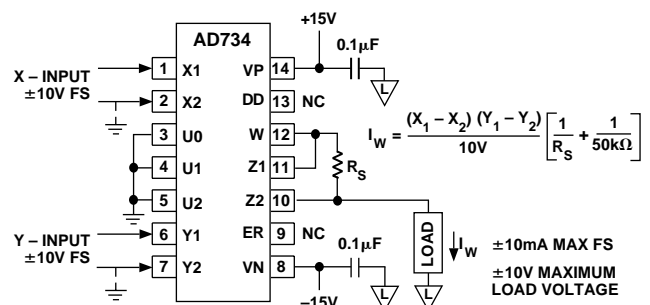 +15V
AD734
0.1µF
X – INPUT
±10V FS
1 X1 VP 14
L
2 X2 DD 13 NC
3 U0 W 12
I_W = (X_1 – X_2) (Y_1 – Y_2) / 10V [ 1 / R_S + 1 / 50kΩ ]
4 U1 Z1 11
R_S
5 U2 Z2 10
Y – INPUT
±10V FS
6 Y1 ER 9 NC
0.1µF
LOAD
I_W
±10mA MAX FS
7 Y2 VN 8
L
L
±10V MAXIMUM
LOAD VOLTAGE
–15V